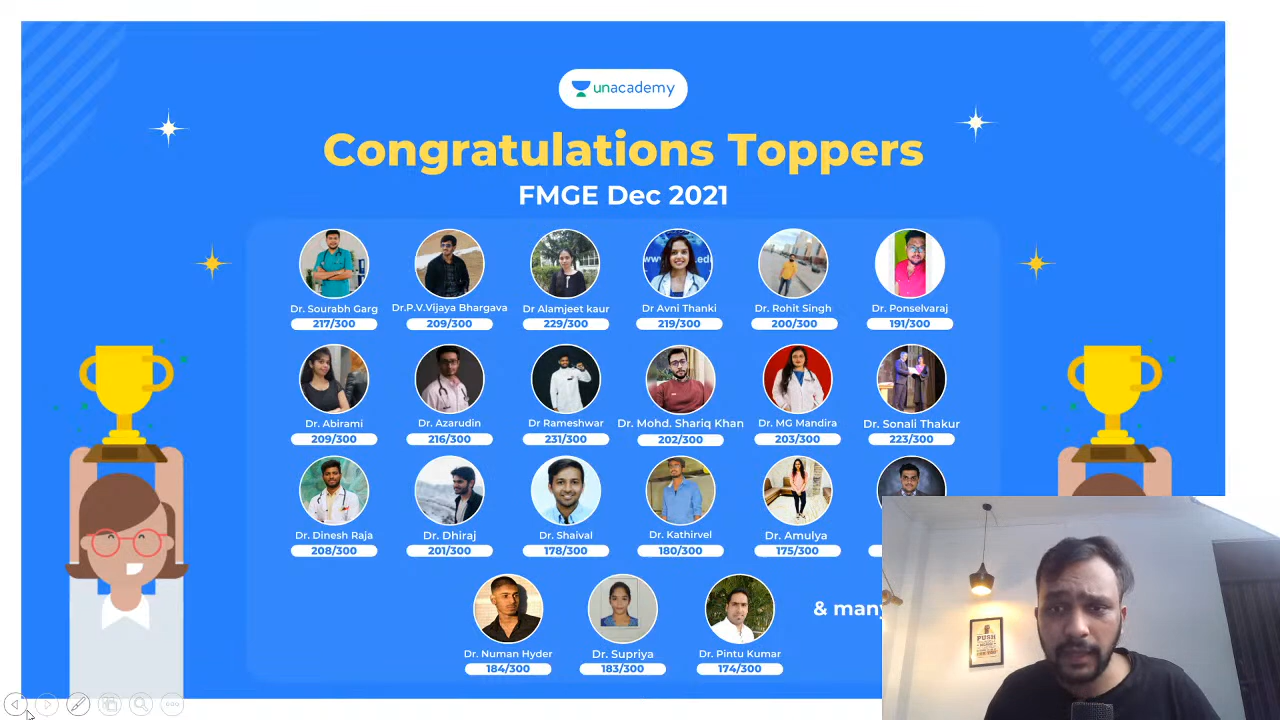 unacademy
Congratulations Toppers
FMGE Dec 2021
Dr. Sourabh Garg Dr.P.V.Vijaya Bhargava Dr Alamjeet kaur Dr Avni Thanki Dr. Rohit Singh Dr. Ponselvaraj
217/300 209/300 229/300 219/300 200/300 191/300
Dr. Abirami Dr. Azarudin Dr Rameshwar Dr. Mohd. Shariq Khan Dr. MG Mandira Dr. Sonali Thakur
209/300 216/300 231/300 202/300 203/300 223/300
Dr. Dinesh Raja Dr. Dhiraj Dr. Shaival Dr. Kathirvel Dr. Amulya
208/300 201/300 178/300 180/300 175/300
& many
Dr. Numan Hyder Dr. Supriya Dr. Pintu Kumar
184/300 183/300 174/300
PUSH